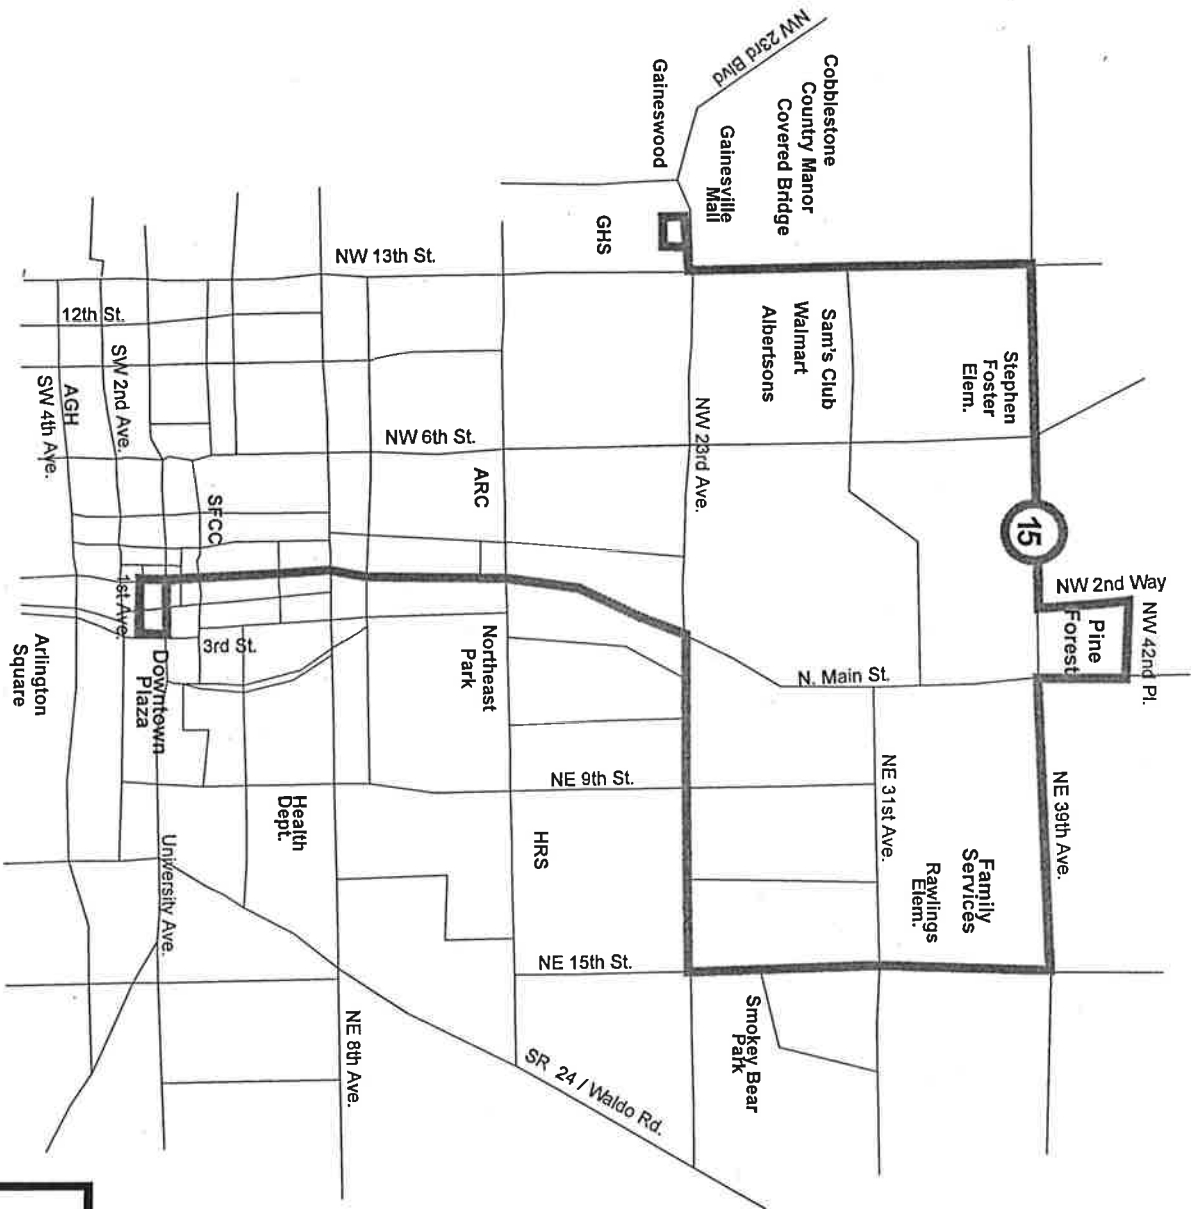 NW 23rd Blvd
Cobblestone
Country Manor
Covered Bridge
Gaineswood
Gainesville
Mall
GHS
NW 13th St.
12th St.
SW 2nd Ave.
AGH
SW 4th Ave.
Sam's Club
Walmart
Albertsons
Stephen
Foster
Elem.
NW 23rd Ave.
NW 6th St.
ARC
SFCC
15
NW 2nd Way
NW 42nd Pl.
Pine
Forest
1st Ave.
3rd St.
Arlington
Square
Downtown
Plaza
Northeast
Park
N. Main St.
NE 9th St.
NE 31st Ave.
NE 39th Ave.
Health
Dept.
HRS
University Ave.
Family
Services
Rawlings
Elem.
NE 15th St.
Smokey Bear
Park
NE 8th Ave.
SR 24 / Waldo Rd.